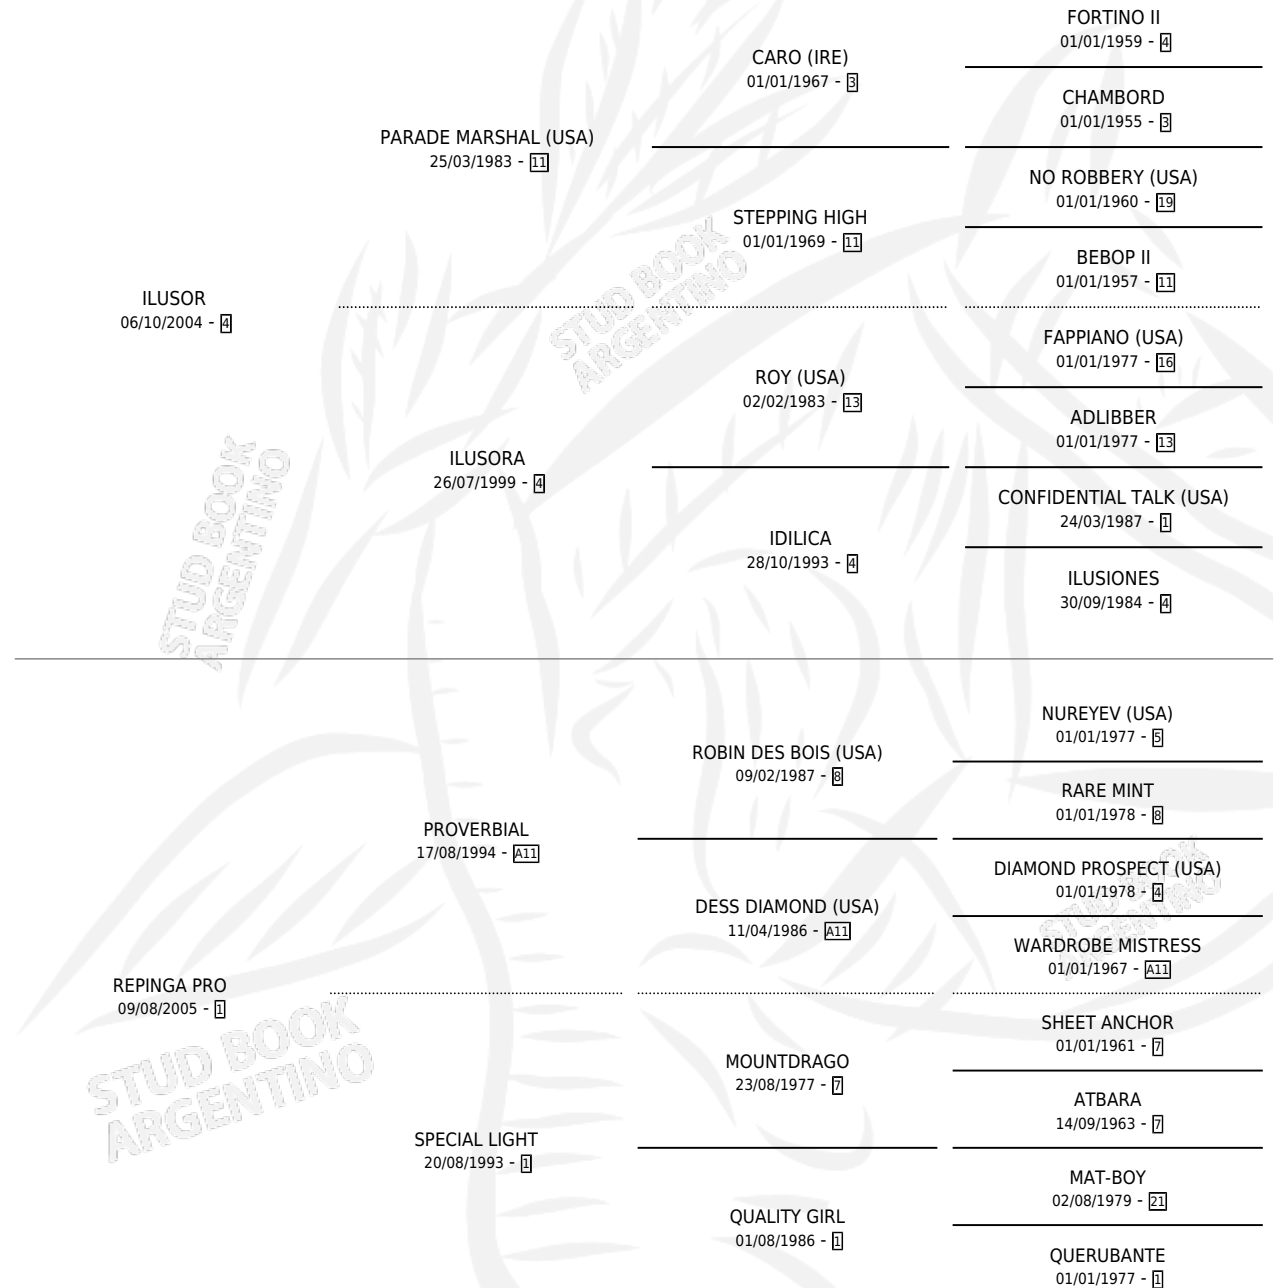 FORTINO II
01/01/1959 - 4
CARO (IRE)
01/01/1967 - 3
CHAMBORD
01/01/1955 - 3
PARADE MARSHAL (USA)
25/03/1983 - 11
NO ROBBERY (USA)
01/01/1960 - 19
STEPPING HIGH
01/01/1969 - 11
BEBOP II
01/01/1957 - 11
ILUSOR
06/10/2004 - 4
STUD BOOK
ARGENTINO
FAPPIANO (USA)
01/01/1977 - 16
ROY (USA)
02/02/1983 - 13
ADLIBBER
01/01/1977 - 13
ILUSORA
26/07/1999 - 4
CONFIDENTIAL TALK (USA)
24/03/1987 - 1
IDILICA
28/10/1993 - 4
ILUSIONES
30/09/1984 - 4
STUD BOOK
ARGENTINO
NUREYEV (USA)
01/01/1977 - 5
ROBIN DES BOIS (USA)
09/02/1987 - 8
RARE MINT
01/01/1978 - 8
PROVERBIAL
17/08/1994 - A11
DIAMOND PROSPECT (USA)
01/01/1978 - 4
DESS DIAMOND (USA)
11/04/1986 - A11
WARDROBE MISTRESS
01/01/1967 - A11
STUD BOOK
ARGENTINO
REPINGA PRO
09/08/2005 - 1
SHEET ANCHOR
01/01/1961 - 7
MOUNTDRAGO
23/08/1977 - 7
ATBARA
14/09/1963 - 7
STUD BOOK
ARGENTINO
SPECIAL LIGHT
20/08/1993 - 1
MAT-BOY
02/08/1979 - 21
QUALITY GIRL
01/08/1986 - 1
QUERUBANTE
01/01/1977 - 1